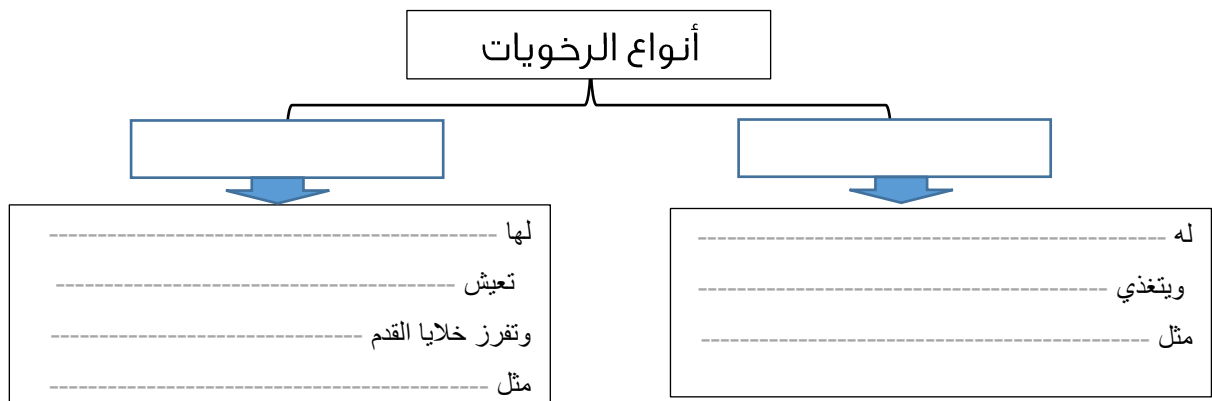 أنواع الرخويات
له ------------------------------------------------
ويتغذي ---------------------------------------
مثل ----------------------------------------------
لها ----------------------------------------------
تعيش -----------------------------------------
وتفرز خلايا القدم --------------------------------
مثل ---------------------------------------------